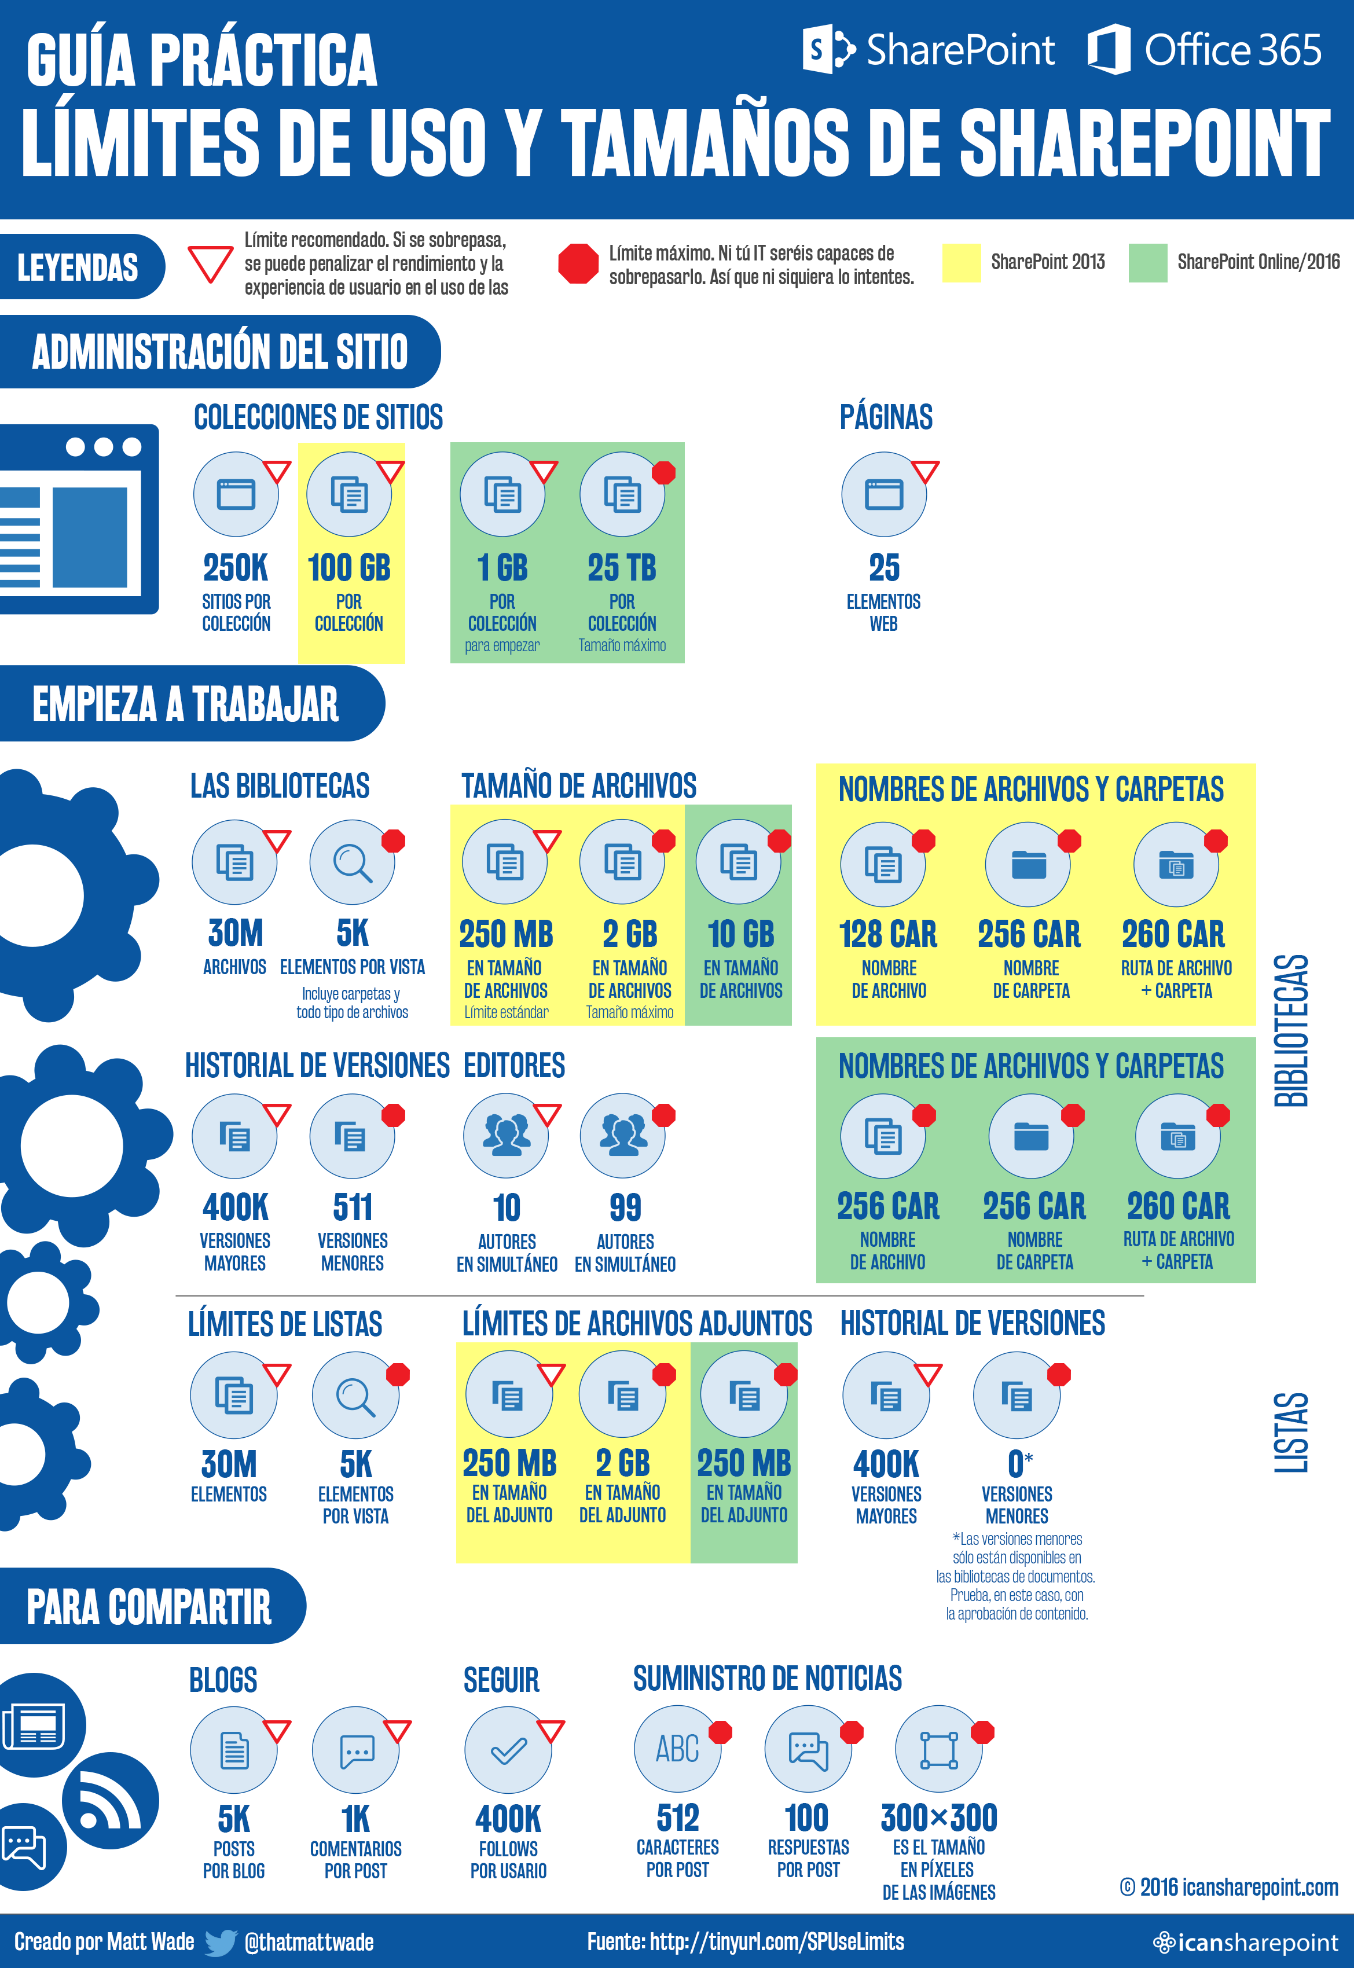 GUÍA PRÁCTICA
SharePoint
Office 365
LÍMITES DE USO Y TAMAÑOS DE SHAREPOINT
LEYENDAS
Límite recomendado. Si se sobrepasa,
se puede penalizar el rendimiento y la
experiencia de usuario en el uso de las
Límite máximo. Ni tú IT seréis capaces de
sobrepasarlo. Así que ni siquiera lo intentes.
SharePoint 2013
SharePoint Online/2016
ADMINISTRACIÓN DEL SITIO
COLECCIONES DE SITIOS
250K
SITIOS POR
COLECCIÓN
100 GB
POR
COLECCIÓN
1 GB
POR
COLECCIÓN
para empezar
25 TB
POR
COLECCIÓN
Tamaño máximo
PÁGINAS
25
ELEMENTOS
WEB
EMPIEZA A TRABAJAR
LAS BIBLIOTECAS
30M
ARCHIVOS
5K
ELEMENTOS POR VISTA
Incluye carpetas y
todo tipo de archivos
TAMAÑO DE ARCHIVOS
250 MB
EN TAMAÑO
DE ARCHIVOS
Límite estándar
2 GB
EN TAMAÑO
DE ARCHIVOS
Tamaño máximo
10 GB
EN TAMAÑO
DE ARCHIVOS
NOMBRES DE ARCHIVOS Y CARPETAS
128 CAR
NOMBRE
DE ARCHIVO
256 CAR
NOMBRE
DE CARPETA
260 CAR
RUTA DE ARCHIVO
+ CARPETA
BIBLIOTECAS
HISTORIAL DE VERSIONES
400K
VERSIONES
MAYORES
511
VERSIONES
MENORES
EDITORES
10
AUTORES
EN SIMULTÁNEO
99
AUTORES
EN SIMULTÁNEO
NOMBRES DE ARCHIVOS Y CARPETAS
256 CAR
NOMBRE
DE ARCHIVO
256 CAR
NOMBRE
DE CARPETA
260 CAR
RUTA DE ARCHIVO
+ CARPETA
LÍMITES DE LISTAS
30M
ELEMENTOS
5K
ELEMENTOS
POR VISTA
LÍMITES DE ARCHIVOS ADJUNTOS
250 MB
EN TAMAÑO
DEL ADJUNTO
2 GB
EN TAMAÑO
DEL ADJUNTO
250 MB
EN TAMAÑO
DEL ADJUNTO
HISTORIAL DE VERSIONES
400K
VERSIONES
MAYORES
0*
VERSIONES
MENORES
*Las versiones menores
sólo están disponibles en
las bibliotecas de documentos.
Prueba, en este caso, con
la aprobación de contenido.
LISTAS
PARA COMPARTIR
BLOGS
5K
POSTS
POR BLOG
1K
COMENTARIOS
POR POST
SEGUIR
400K
FOLLOWS
POR USARIO
SUMINISTRO DE NOTICIAS
ABC
512
CARACTERES
POR POST
100
RESPUESTAS
POR POST
300×300
ES EL TAMAÑO
EN PÍXELES
DE LAS IMÁGENES
© 2016 icansharepoint.com
Creado por Matt Wade
@thatmattwade
Fuente: http://tinyurl.com/SPUseLimits
icansharepoint